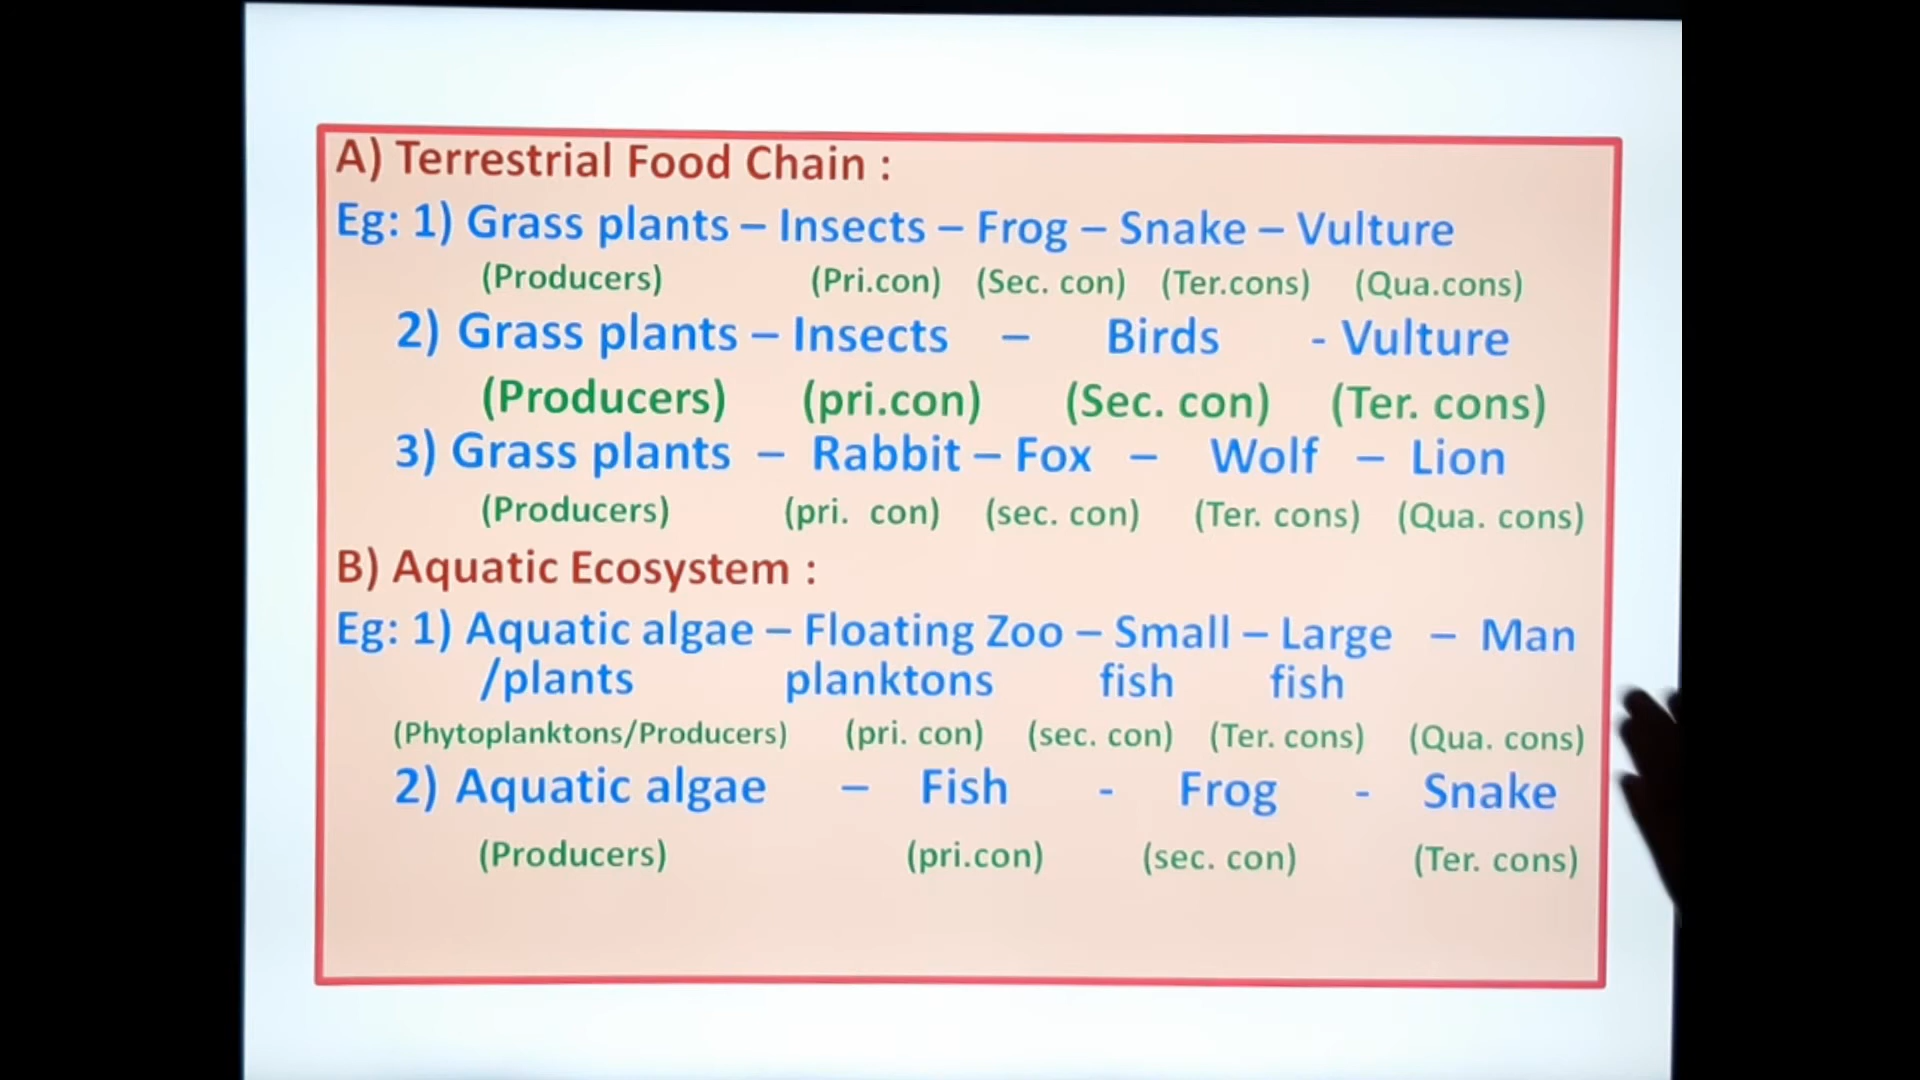 A) Terrestrial Food Chain :
Eg: 1) Grass plants – Insects – Frog – Snake – Vulture
(Producers) (Pri.con) (Sec. con) (Ter.cons) (Qua.cons)
2) Grass plants – Insects – Birds - Vulture
(Producers) (pri.con) (Sec. con) (Ter. cons)
3) Grass plants – Rabbit – Fox – Wolf – Lion
(Producers) (pri. con) (sec. con) (Ter. cons) (Qua. cons)
B) Aquatic Ecosystem :
Eg: 1) Aquatic algae – Floating Zoo – Small – Large – Man
/plants planktons fish fish
(Phytoplanktons/Producers) (pri. con) (sec. con) (Ter. cons) (Qua. cons)
2) Aquatic algae – Fish - Frog - Snake
(Producers) (pri.con) (sec. con) (Ter. cons)